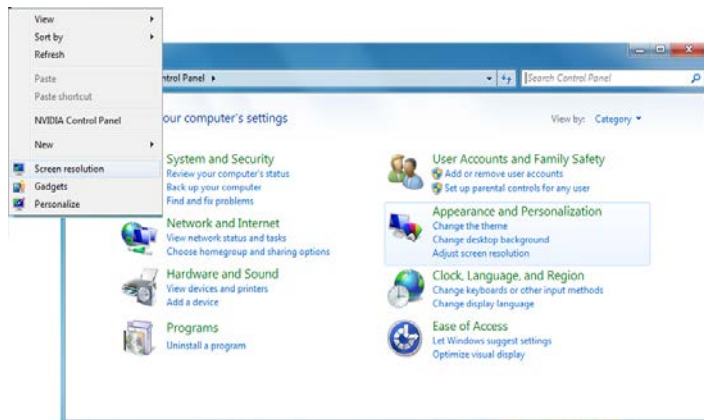 View
Sort by
Refresh
Paste
Paste shortcut
NVIDIA Control Panel
New
Screen resolution
Gadgets
Personalize
ntrol Panel
Search Control Panel
our computer's settings
View by: Category
System and Security
Review your computer's status
Back up your computer
Find and fix problems
Network and Internet
View network status and tasks
Choose homegroup and sharing options
Hardware and Sound
View devices and printers
Add a device
Programs
Uninstall a program
User Accounts and Family Safety
Add or remove user accounts
Set up parental controls for any user
Appearance and Personalization
Change the theme
Change desktop background
Adjust screen resolution
Clock, Language, and Region
Change keyboards or other input methods
Change display language
Ease of Access
Let Windows suggest settings
Optimize visual display